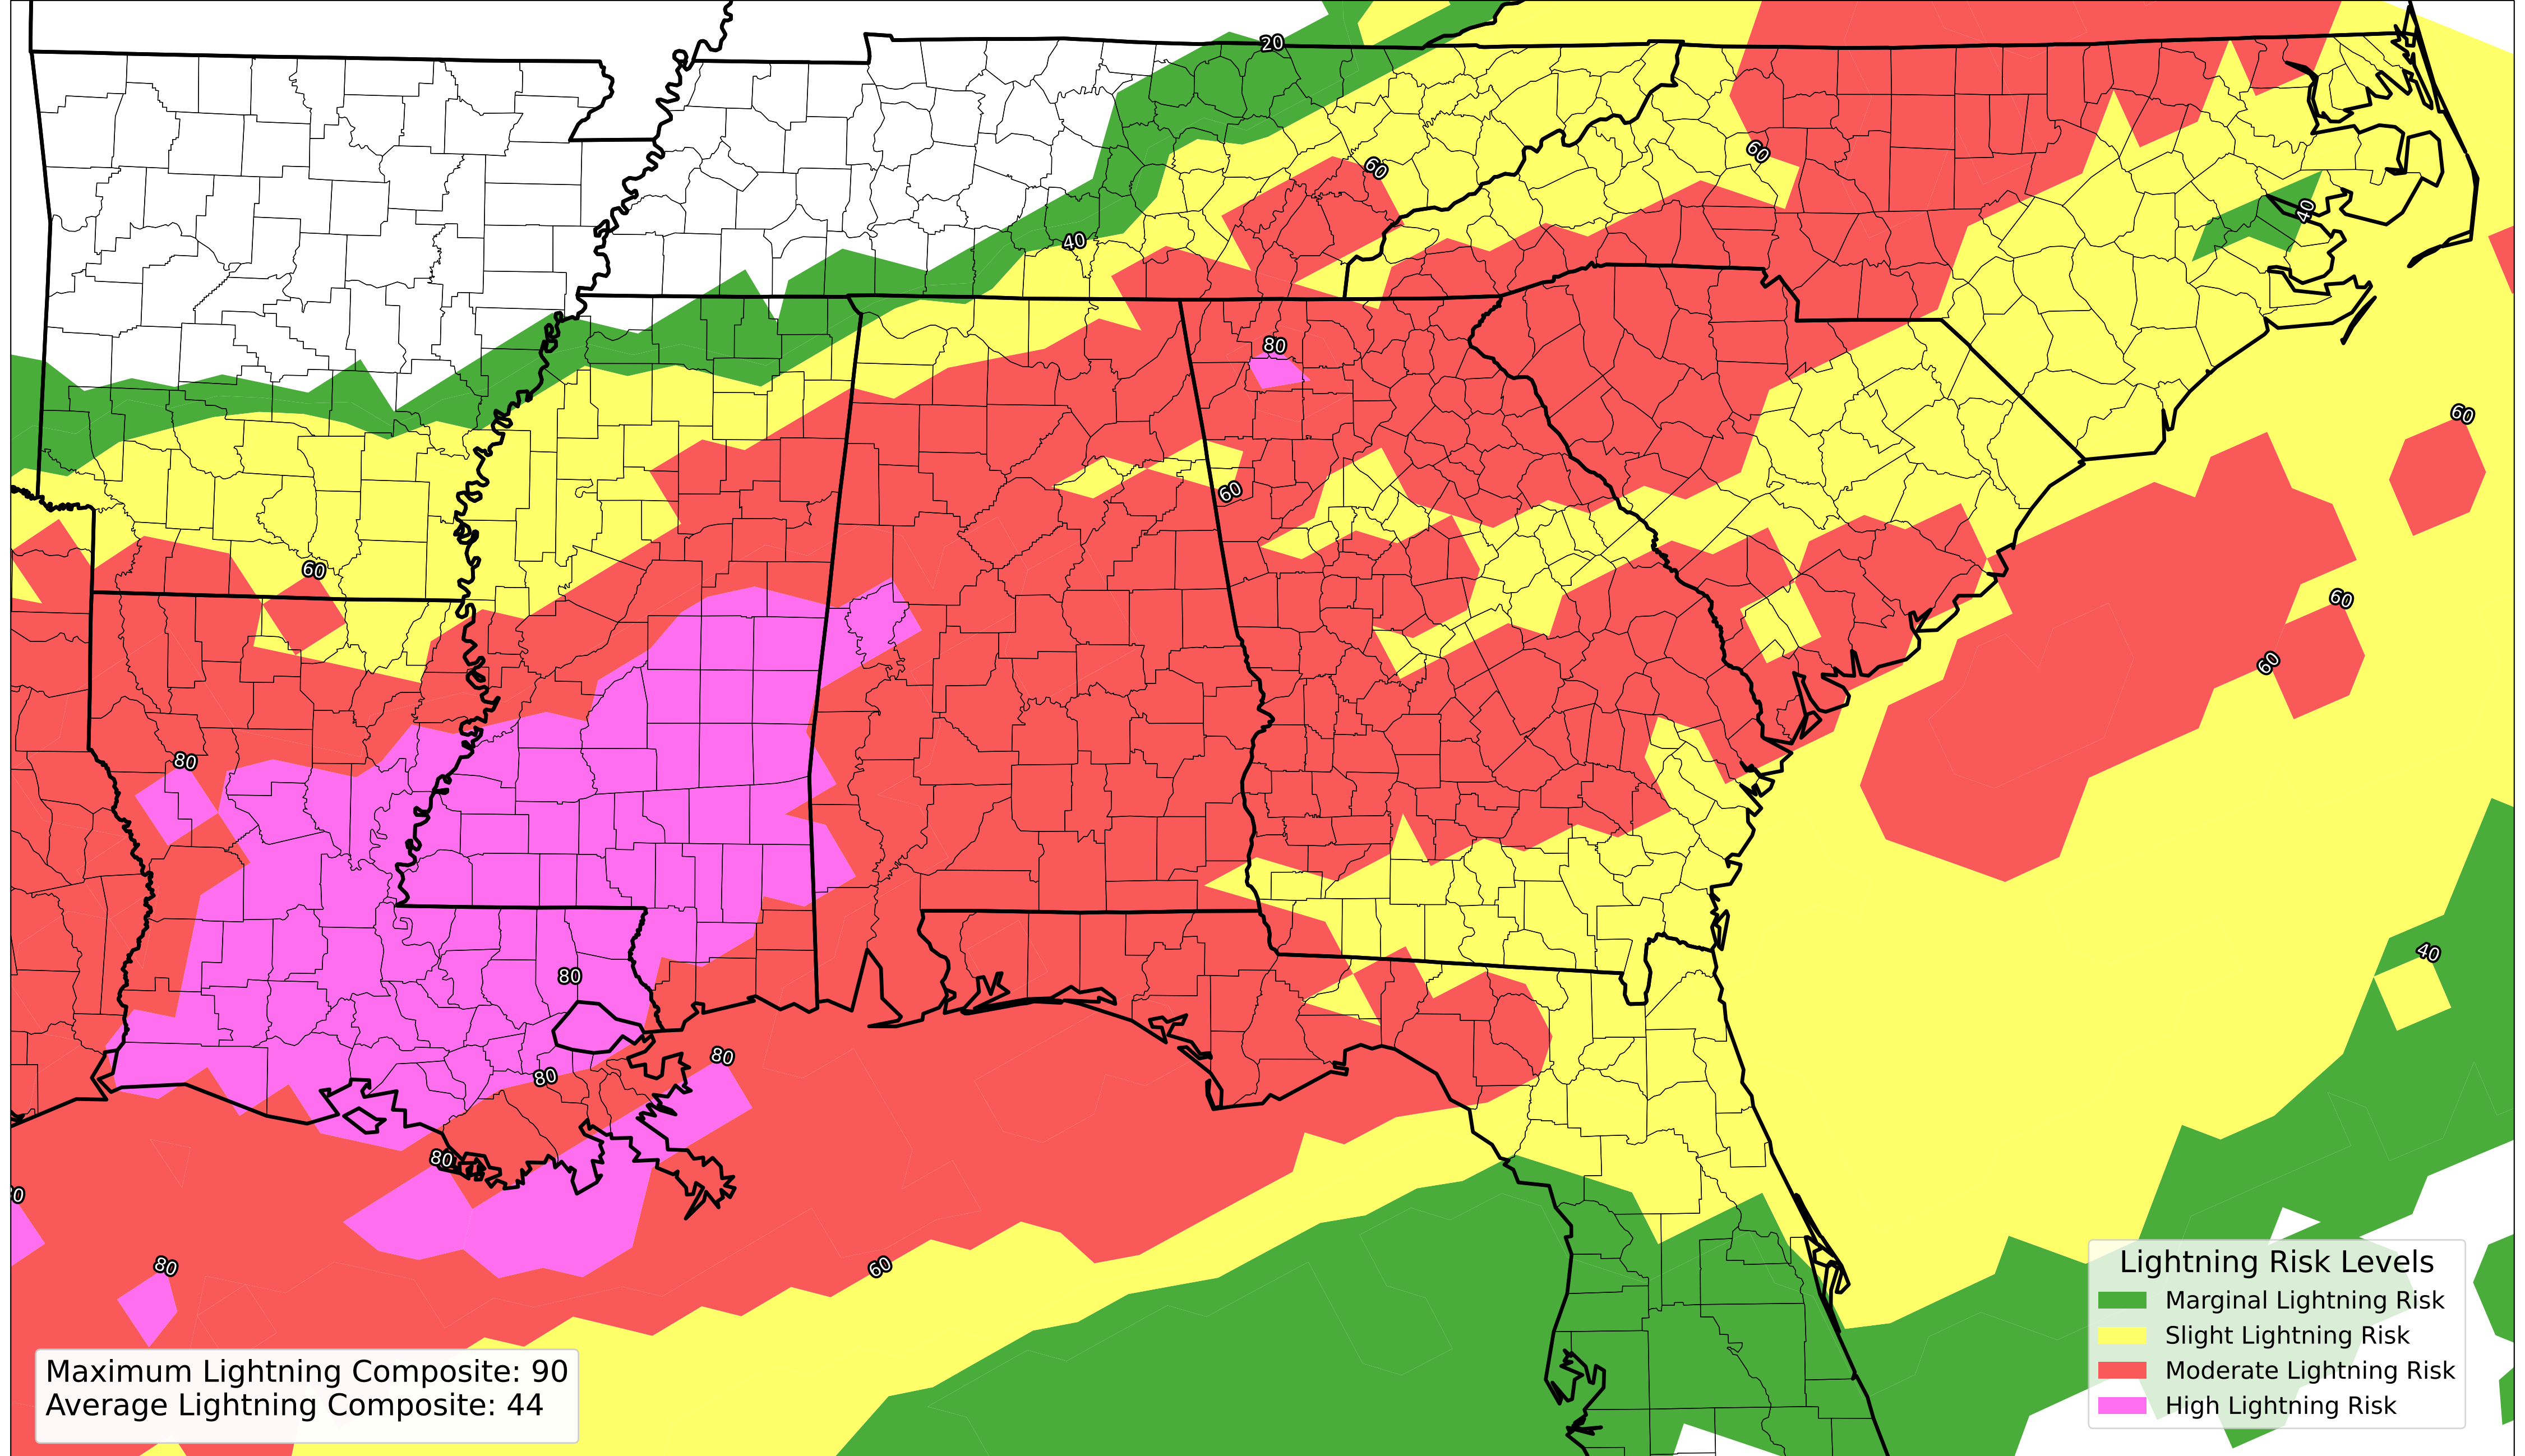 20
60
60
40
40
80
60
60
60
60
60
80
40
80
80
80
80
0
80
60
Lightning Risk Levels
Marginal Lightning Risk
Slight Lightning Risk
Moderate Lightning Risk
High Lightning Risk
Maximum Lightning Composite: 90
Average Lightning Composite: 44